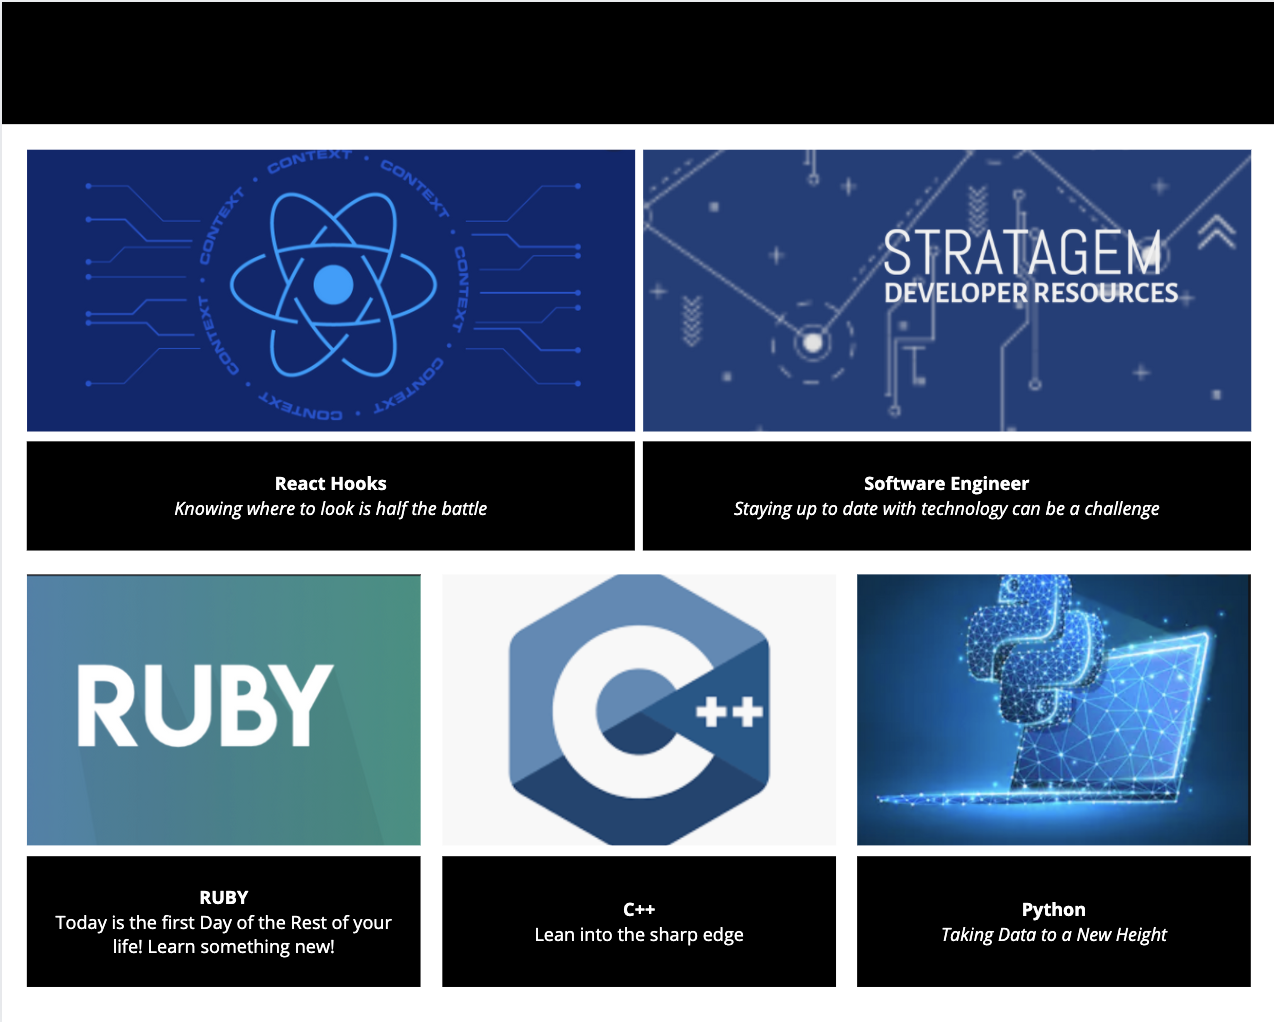 CONTEXT • CONTEXT • CONTEXT • CONTEXT • CONTEXT • CONTEXT • CONTEXT • CONTEXT •
STRATAGEM
DEVELOPER RESOURCES
React Hooks
Knowing where to look is half the battle
Software Engineer
Staying up to date with technology can be a challenge
RUBY
C++
RUBY
Today is the first Day of the Rest of your
life! Learn something new!
C++
Lean into the sharp edge
Python
Taking Data to a New Height